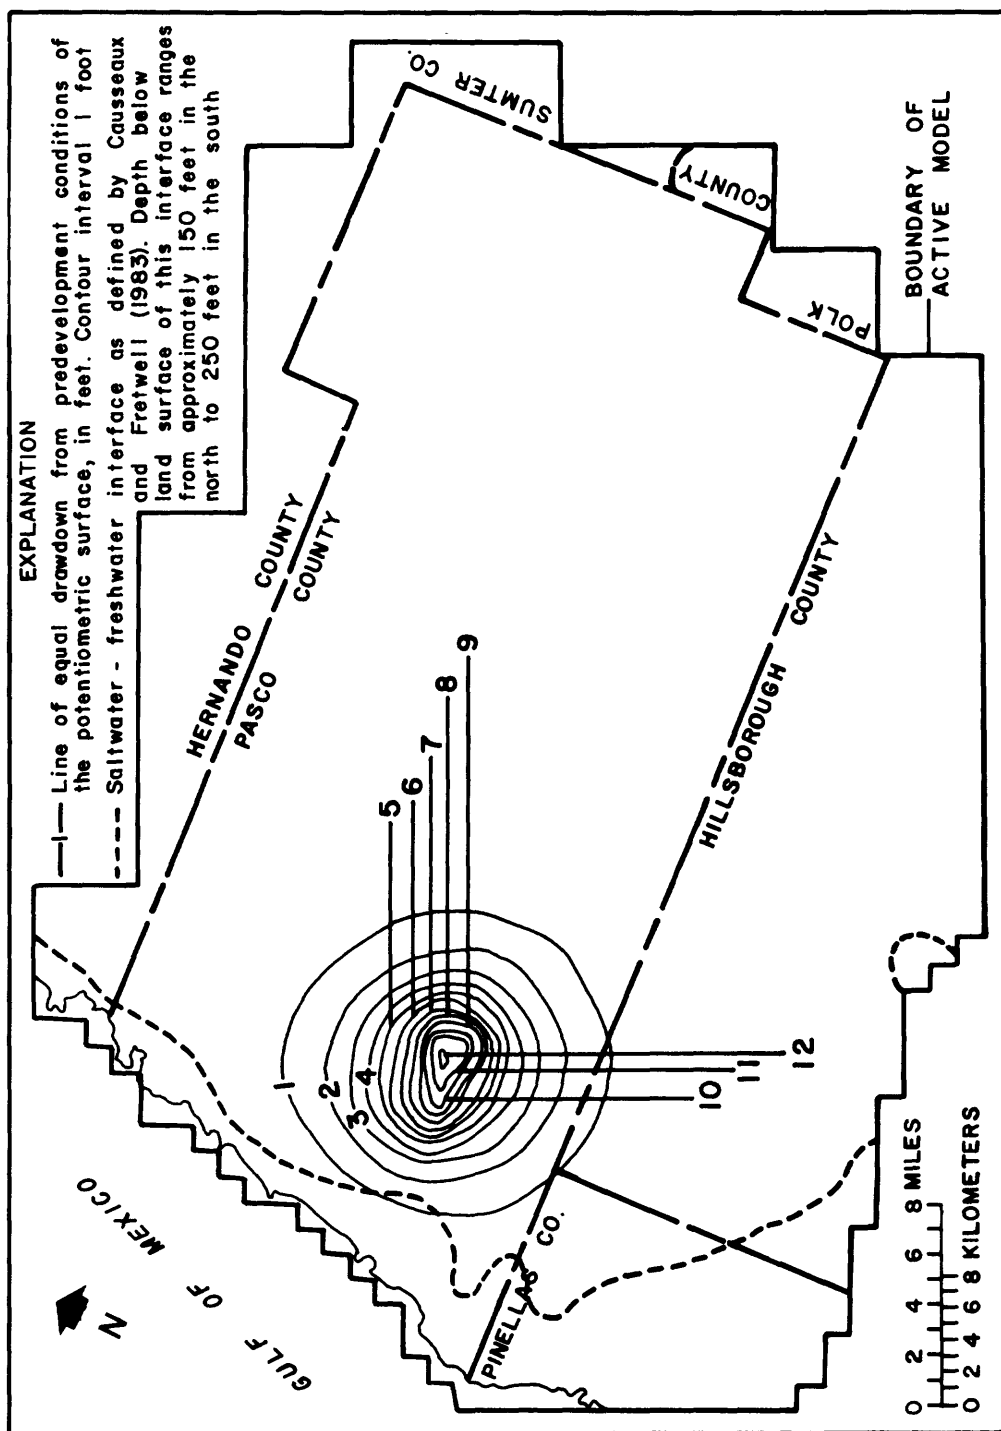 EXPLANATION
—1— Line of equal drawdown from predevelopment conditions of
the potentiometric surface, in feet. Contour interval 1 foot
---- Saltwater - freshwater interface as defined by Causseaux
and Fretwell (1983). Depth below
land surface of this interface ranges
from approximately 150 feet in the
north to 250 feet in the south
SUMTER CO.
HERNANDO COUNTY
PASCO COUNTY
POLK COUNTY
HILLSBOROUGH COUNTY
PINELLAS CO.
BOUNDARY OF
ACTIVE MODEL
GULF OF MEXICO
N
1
2
3
4
5
6
7
8
9
10
11
12
0 2 4 6 8 MILES
0 2 4 6 8 KILOMETERS